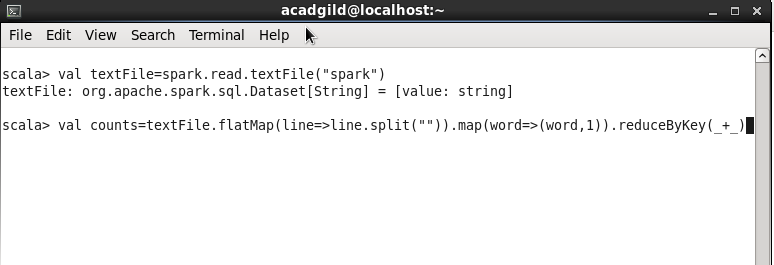 acadgild@localhost:~
File Edit View Search Terminal Help
scala> val textFile=spark.read.textFile("spark")
textFile: org.apache.spark.sql.Dataset[String] = [value: string]
scala> val counts=textFile.flatMap(line=>line.split("")).map(word=>(word,1)).reduceByKey(_+_)